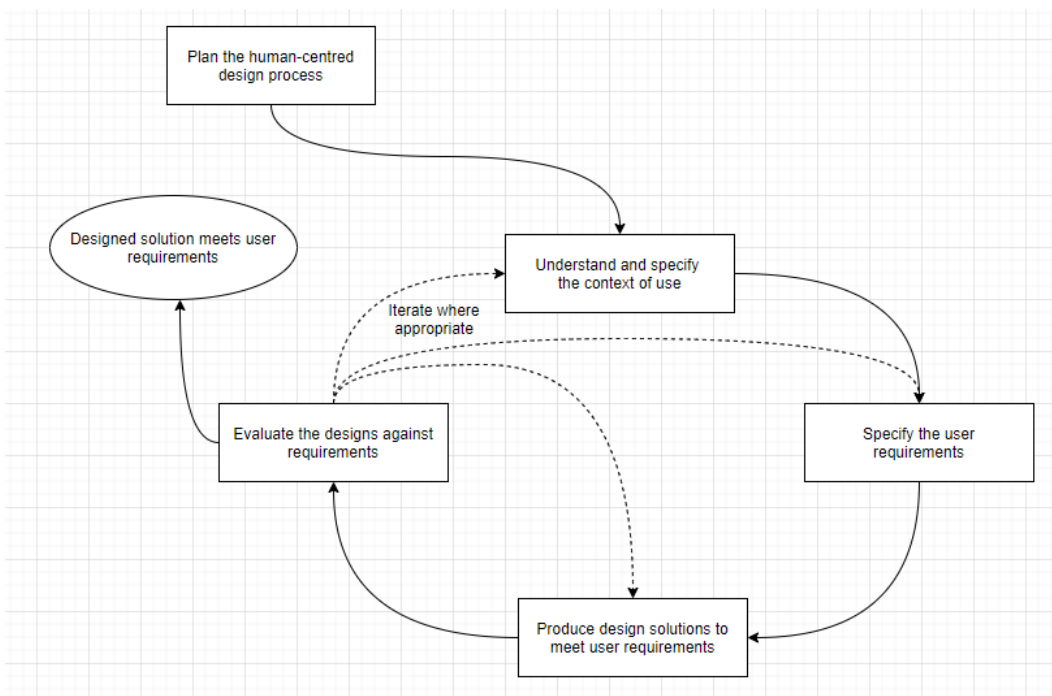 Plan the human-centred
design process
Designed solution meets user
requirements
Understand and specify
the context of use
Iterate where
appropriate
Evaluate the designs against
requirements
Specify the user
requirements
Produce design solutions to
meet user requirements